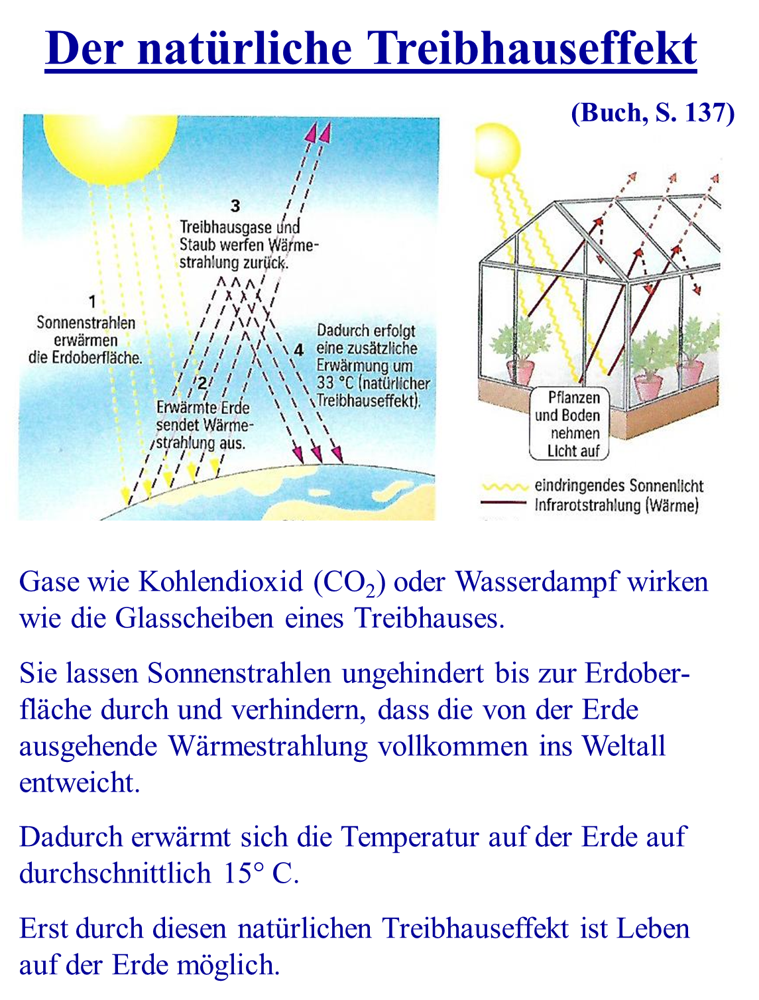 Der natürliche Treibhauseffekt
(Buch, S. 137)
3
Treibhausgase und
Staub werfen Wärme-
strahlung zurück.
1
Sonnenstrahlen
erwärmen
die Erdoberfläche.
4
Dadurch erfolgt
eine zusätzliche
Erwärmung um
33 °C (natürlicher
Treibhauseffekt).
2
Erwärmte Erde
sendet Wärme-
strahlung aus.
Pflanzen
und Boden
nehmen
Licht auf
eindringendes Sonnenlicht
Infrarotstrahlung (Wärme)
Gase wie Kohlendioxid (CO₂) oder Wasserdampf wirken
wie die Glasscheiben eines Treibhauses.
Sie lassen Sonnenstrahlen ungehindert bis zur Erdober-
fläche durch und verhindern, dass die von der Erde
ausgehende Wärmestrahlung vollkommen ins Weltall
entweicht.
Dadurch erwärmt sich die Temperatur auf der Erde auf
durchschnittlich 15° C.
Erst durch diesen natürlichen Treibhauseffekt ist Leben
auf der Erde möglich.